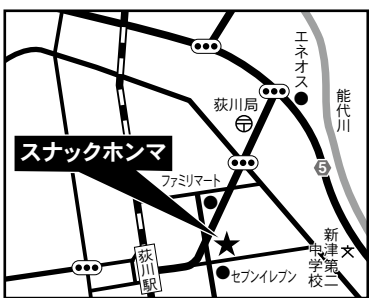 エネオス
能代川
荻川局
〒
スナックホンマ
5
ファミリマート
新津第二
中学校
荻川駅
セブンイレブン